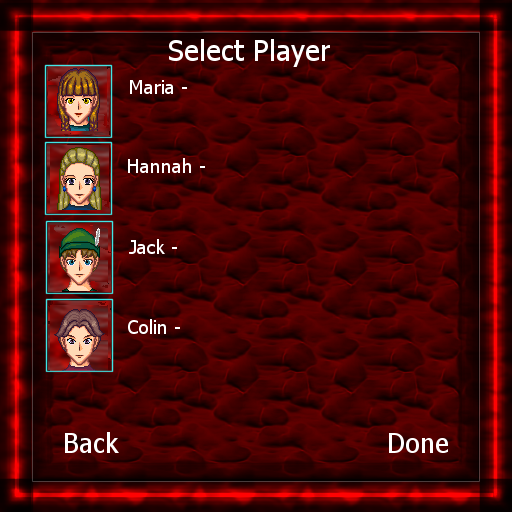 Select Player
Maria -
Hannah -
Jack -
Colin -
Back
Done